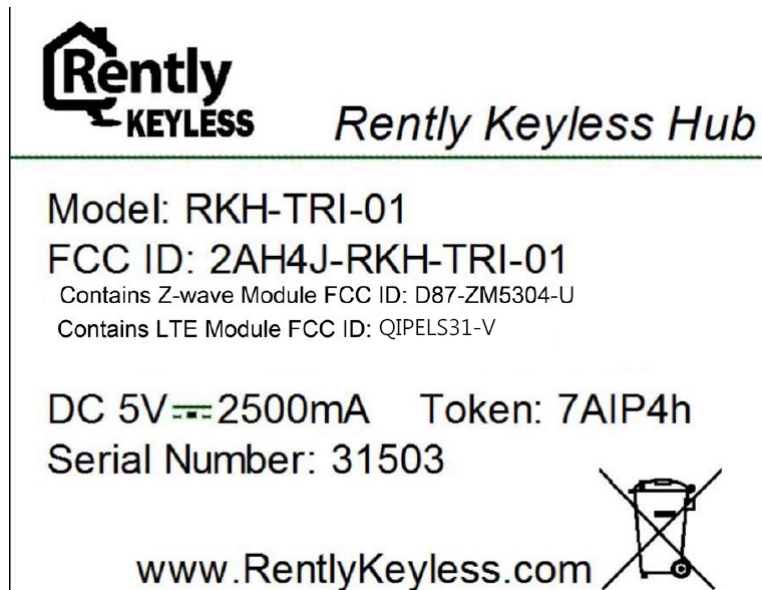 Rently
KEYLESS
Rently Keyless Hub
Model: RKH-TRI-01
FCC ID: 2AH4J-RKH-TRI-01
Contains Z-wave Module FCC ID: D87-ZM5304-U
Contains LTE Module FCC ID: QIPELS31-V
DC 5V⎓2500mA Token: 7AIP4h
Serial Number: 31503
www.RentlyKeyless.com